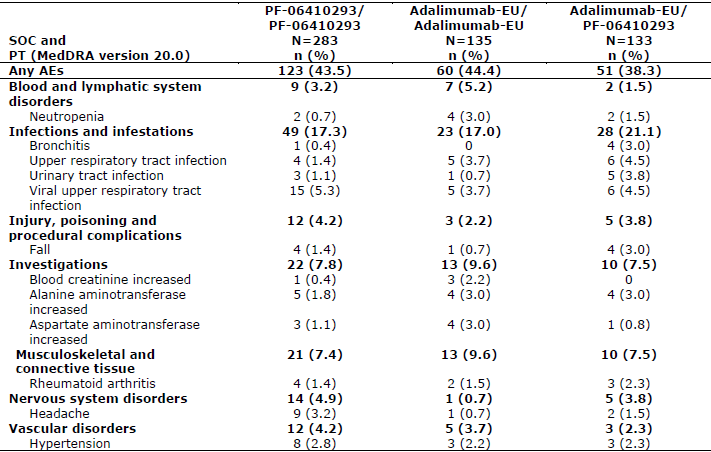 PF-06410293/ Adalimumab-EU/ Adalimumab-EU/
PF-06410293 Adalimumab-EU PF-06410293
SOC and N=283 N=135 N=133
PT (MedDRA version 20.0) n (%) n (%) n (%)
Any AEs 123 (43.5) 60 (44.4) 51 (38.3)
Blood and lymphatic system 9 (3.2) 7 (5.2) 2 (1.5)
disorders
Neutropenia 2 (0.7) 4 (3.0) 2 (1.5)
Infections and infestations 49 (17.3) 23 (17.0) 28 (21.1)
Bronchitis 1 (0.4) 0 4 (3.0)
Upper respiratory tract infection 4 (1.4) 5 (3.7) 6 (4.5)
Urinary tract infection 3 (1.1) 1 (0.7) 5 (3.8)
Viral upper respiratory tract 15 (5.3) 5 (3.7) 6 (4.5)
infection
Injury, poisoning and 12 (4.2) 3 (2.2) 5 (3.8)
procedural complications
Fall 4 (1.4) 1 (0.7) 4 (3.0)
Investigations 22 (7.8) 13 (9.6) 10 (7.5)
Blood creatinine increased 1 (0.4) 3 (2.2) 0
Alanine aminotransferase 5 (1.8) 4 (3.0) 4 (3.0)
increased
Aspartate aminotransferase 3 (1.1) 4 (3.0) 1 (0.8)
increased
Musculoskeletal and 21 (7.4) 13 (9.6) 10 (7.5)
connective tissue
Rheumatoid arthritis 4 (1.4) 2 (1.5) 3 (2.3)
Nervous system disorders 14 (4.9) 1 (0.7) 5 (3.8)
Headache 9 (3.2) 1 (0.7) 2 (1.5)
Vascular disorders 12 (4.2) 5 (3.7) 3 (2.3)
Hypertension 8 (2.8) 3 (2.2) 3 (2.3)